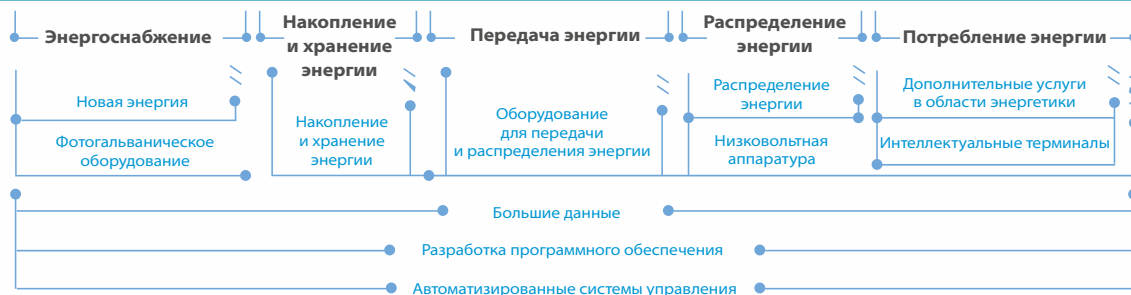 Энергоснабжение
Накопление
и хранение
энергии
Передача энергии
Распределение
энергии
Потребление энергии
Новая энергия
Фотогальваническое
оборудование
Накопление
и хранение
энергии
Оборудование
для передачи
и распределения энергии
Распределение
энергии
Низковольтная
аппаратура
Дополнительные услуги
в области энергетики
Интеллектуальные терминалы
Большие данные
Разработка программного обеспечения
Автоматизированные системы управления